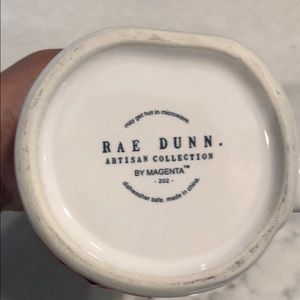 may get hot in microwave.
RAE DUNN.
ARTISAN COLLECTION
BY MAGENTA™
- 202 -
dishwasher safe. made in china.